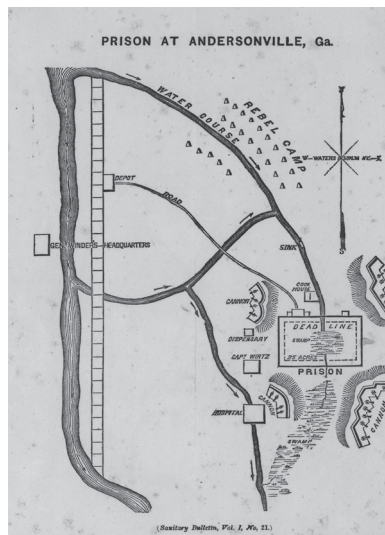 PRISON AT ANDERSONVILLE, Ga.
WATER COURSE
REBEL CAMP
DEPOT
ROAD
GEN. WINDERS HEADQUARTERS
SINK
COOK
HOUSE
CANNON
DEAD LINE
SWAMP
DISPENSARY
PRISON
CAPT WIRTZ
CANNON
HOSPITAL
CANNON
SWAMP
(Sanitary Bulletin, Vol. I, No. 21.)